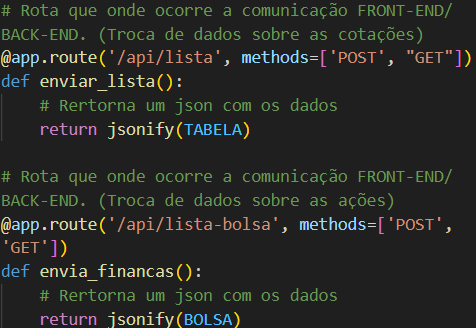 # Rota que onde ocorre a comunicação FRONT-END/
BACK-END. (Troca de dados sobre as cotações)
@app.route('/api/lista', methods=['POST', "GET"])
def enviar_lista():
    # Rertorna um json com os dados
    return jsonify(TABELA)

# Rota que onde ocorre a comunicação FRONT-END/
BACK-END. (Troca de dados sobre as ações)
@app.route('/api/lista-bolsa', methods=['POST',
'GET'])
def envia_financas():
    # Rertorna um json com os dados
    return jsonify(BOLSA)